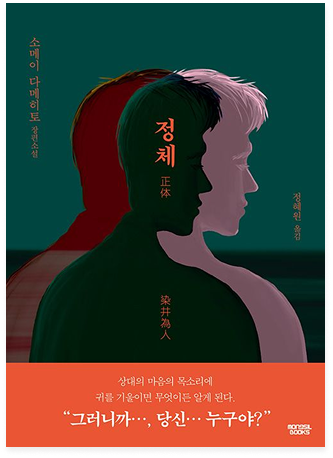 소메이 다메히토
장편소설
정체
正体
정혜원 옮김
染井為人
상대의 마음의 목소리에
귀를 기울이면 무엇이든 알게 된다.
“그러니까…, 당신… 누구야?”
MONGSIL
BOOKS